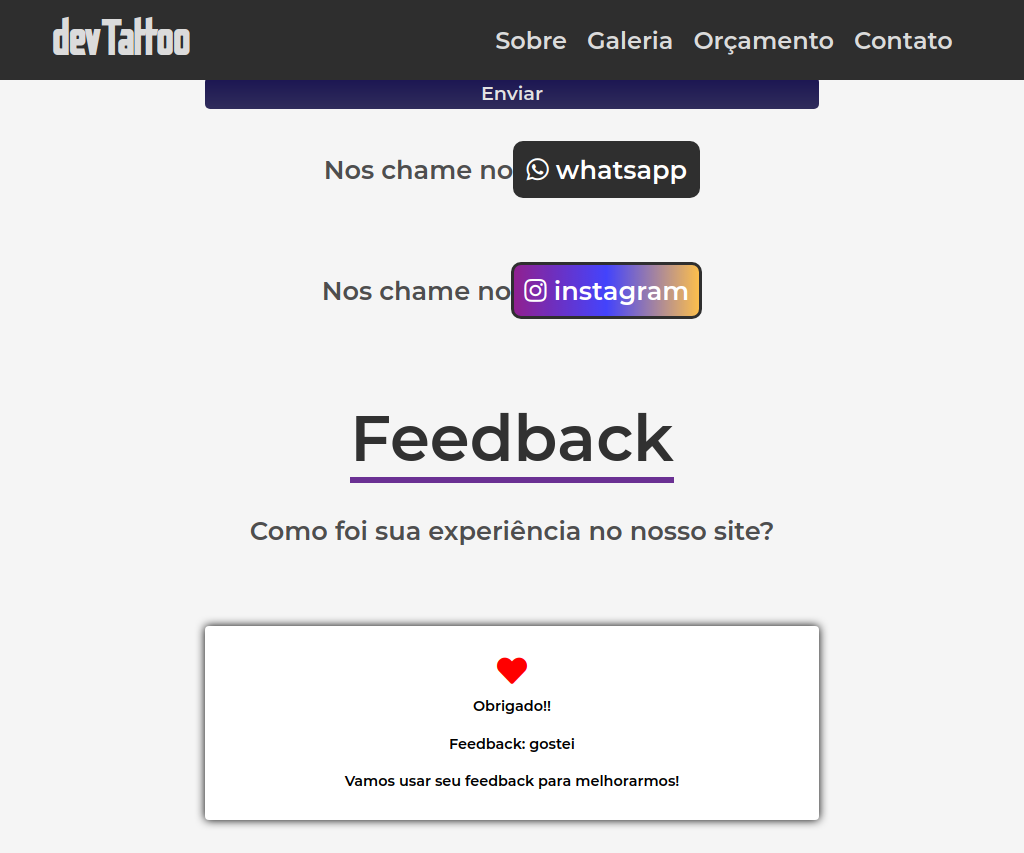 devTattoo
Sobre Galeria Orçamento Contato
Enviar
Nos chame no whatsapp
Nos chame no instagram
Feedback
Como foi sua experiência no nosso site?
Obrigado!!
Feedback: gostei
Vamos usar seu feedback para melhorarmos!